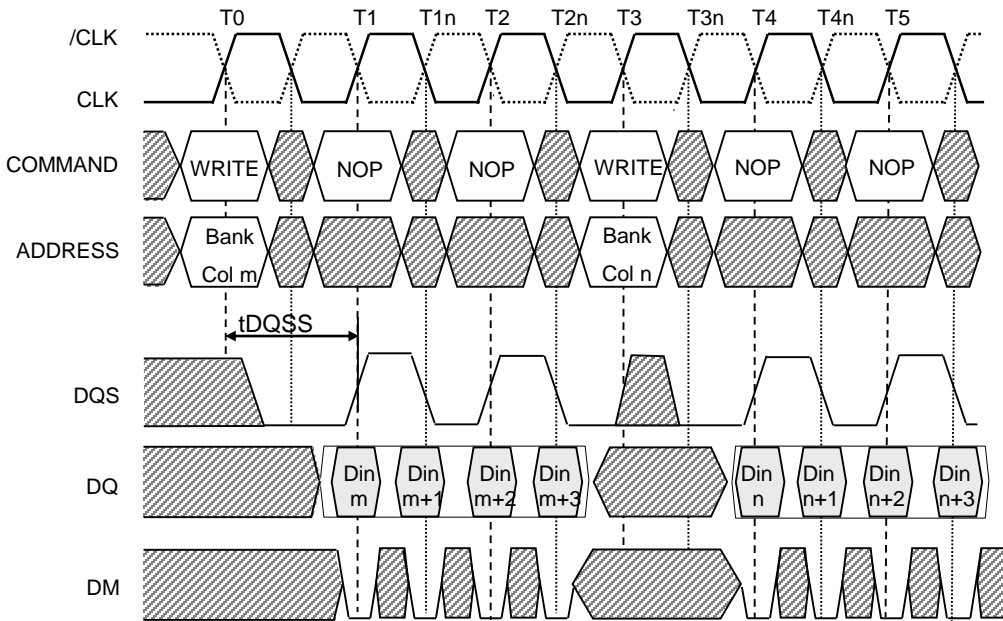 T0 T1 T1n T2 T2n T3 T3n T4 T4n T5
/CLK
CLK
COMMAND WRITE NOP NOP WRITE NOP NOP
ADDRESS
Bank
Col m
Bank
Col n
tDQSS
DQS
DQ
Din
m
Din
m+1
Din
m+2
Din
m+3
Din
n
Din
n+1
Din
n+2
Din
n+3
DM